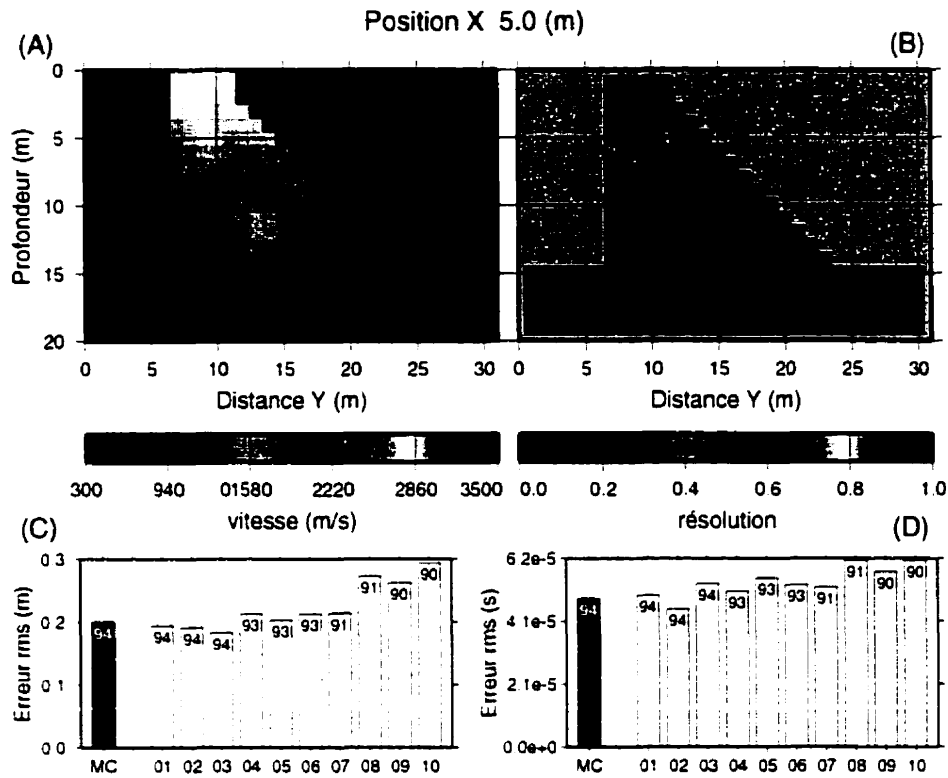 Position X 5.0 (m)
(A)
(B)
Profondeur (m)
0
5
10
15
20
0 5 10 15 20 25 30
0 5 10 15 20 25 30
Distance Y (m)
Distance Y (m)
300 940 01580 2220 2860 3500
0.0 0.2 0.4 0.6 0.8 1.0
vitesse (m/s)
résolution
(C)
(D)
Erreur rms (m)
0 3
0.2
0.1
0 0
94 94 94 94 93 93 93 91 91 90 90
MC 01 02 03 04 05 06 07 08 09 10
Erreur rms (s)
6.2e-5
4.1e-5
2.1e-5
0.0e+0
94 94 94 94 93 93 93 91 91 90 90
MC 01 02 03 04 05 06 07 08 09 10